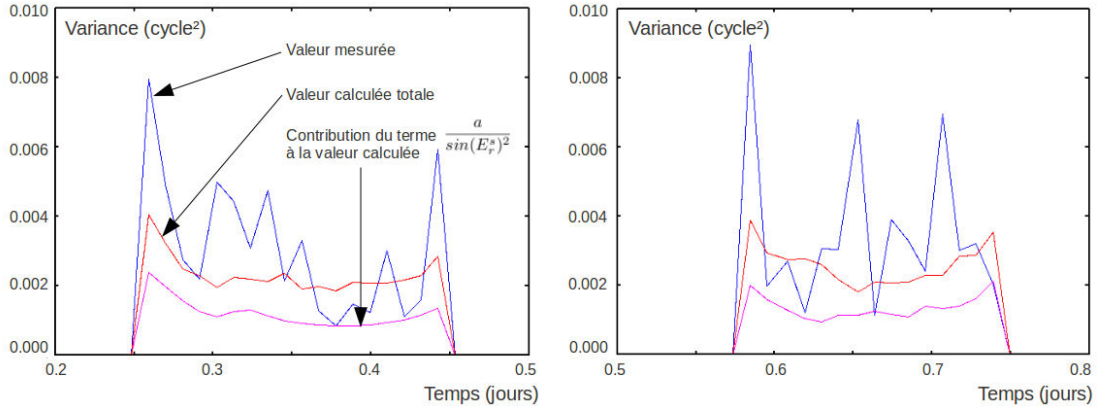 Variance (cycle²)
0.010
0.008
0.006
0.004
0.002
0.000
Valeur mesurée
Valeur calculée totale
Contribution du terme a / sin(E_r^s)^2
à la valeur calculée
0.2 0.3 0.4 0.5
Temps (jours)
Variance (cycle²)
0.010
0.008
0.006
0.004
0.002
0.000
0.5 0.6 0.7 0.8
Temps (jours)